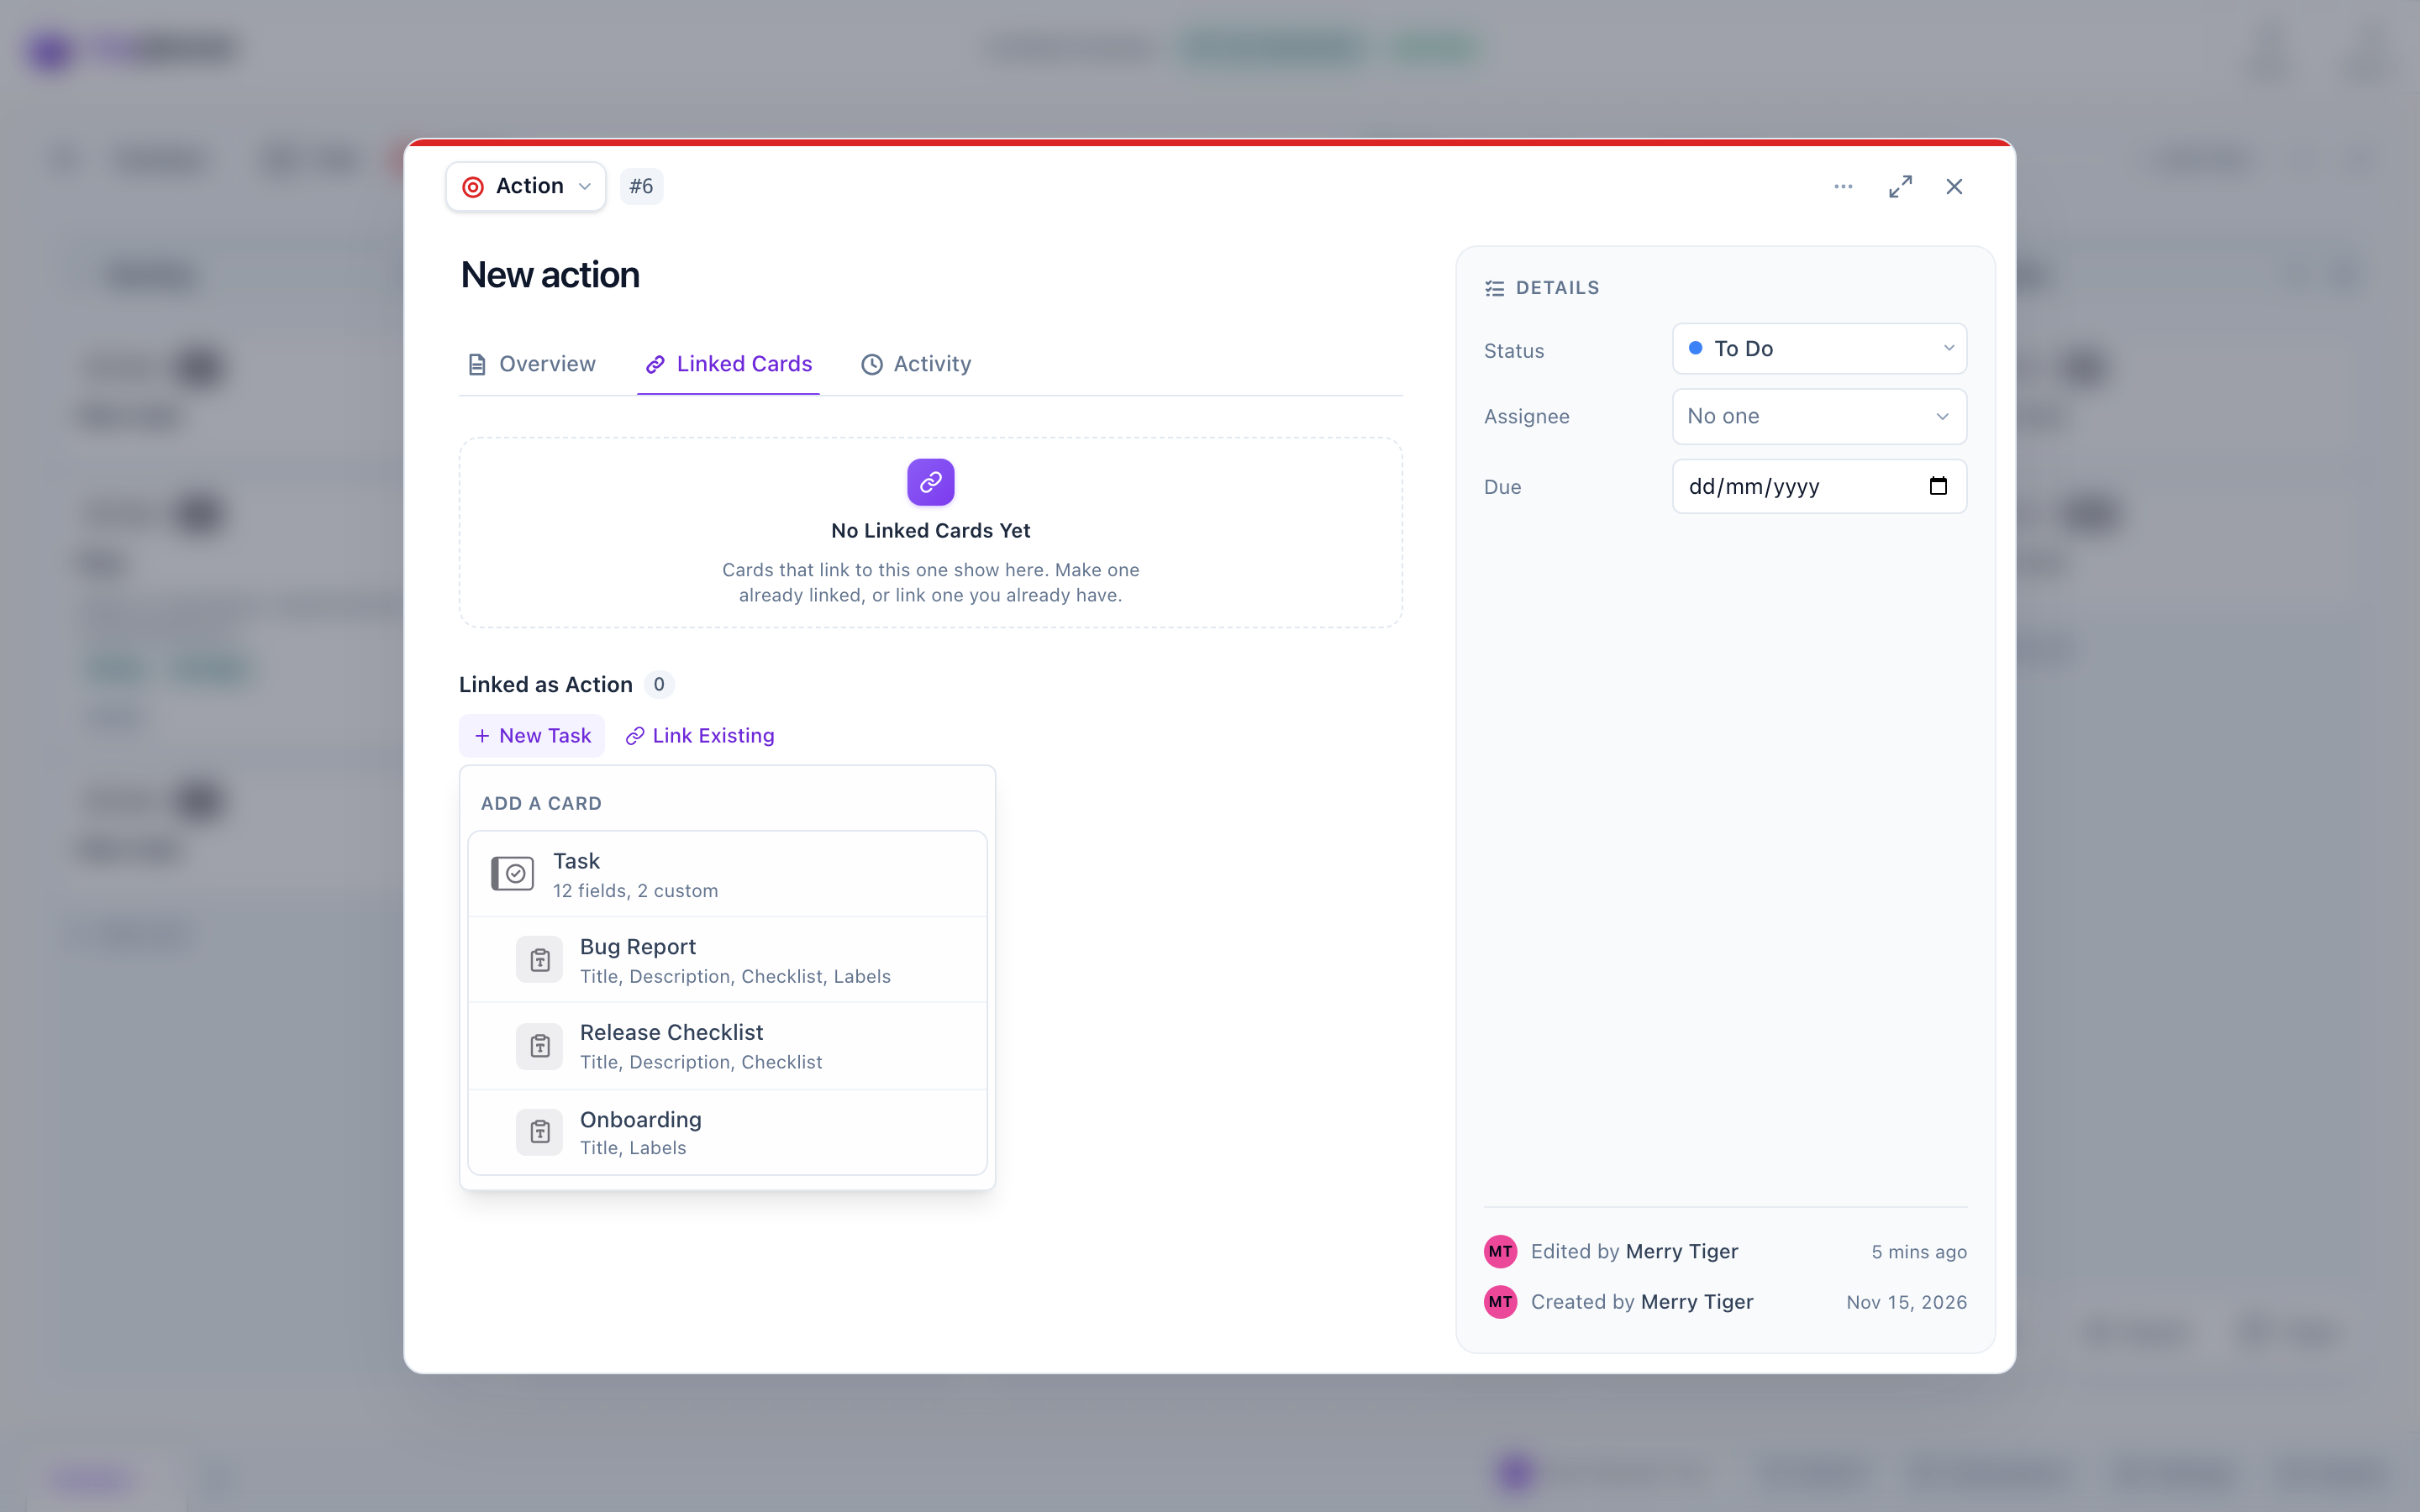 Action
#6
New action
Overview
Linked Cards
Activity
No Linked Cards Yet
Cards that link to this one show here. Make one
already linked, or link one you already have.
Linked as Action 0
+ New Task
Link Existing
ADD A CARD
Task
12 fields, 2 custom
Bug Report
Title, Description, Checklist, Labels
Release Checklist
Title, Description, Checklist
Onboarding
Title, Labels
DETAILS
Status
To Do
Assignee
No one
Due
dd/mm/yyyy
MT Edited by Merry Tiger
5 mins ago
MT Created by Merry Tiger
Nov 15, 2026